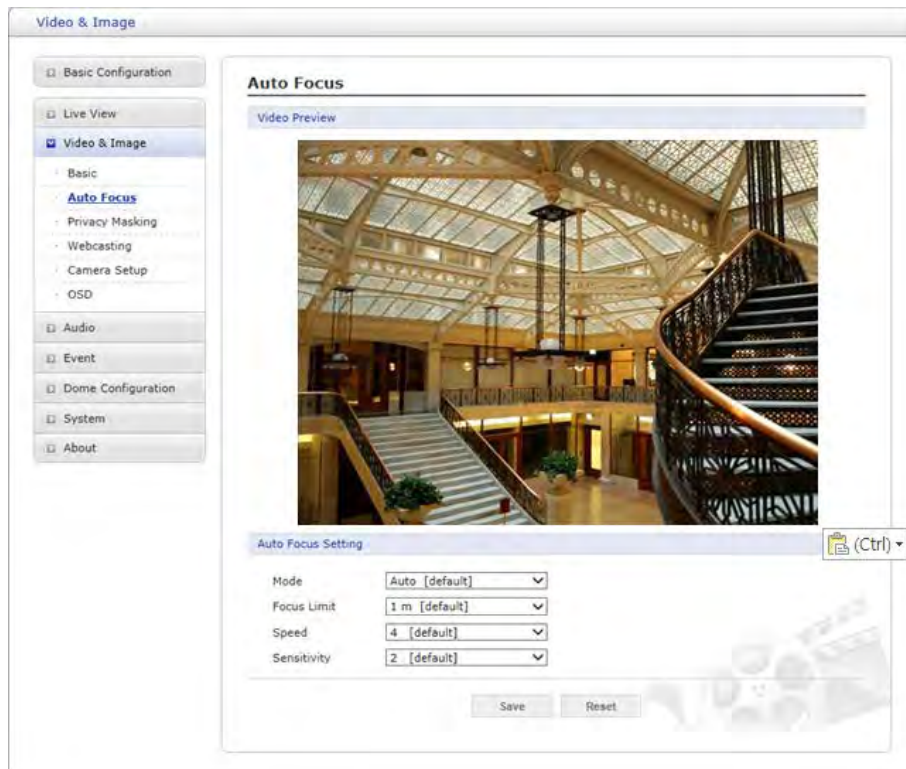 Video & Image
Basic Configuration
Live View
Video & Image
Basic
Auto Focus
Privacy Masking
Webcasting
Camera Setup
OSD
Audio
Event
Dome Configuration
System
About
Auto Focus
Video Preview
(Ctrl)
Auto Focus Setting
Mode Auto [default]
Focus Limit 1 m [default]
Speed 4 [default]
Sensitivity 2 [default]
Save Reset